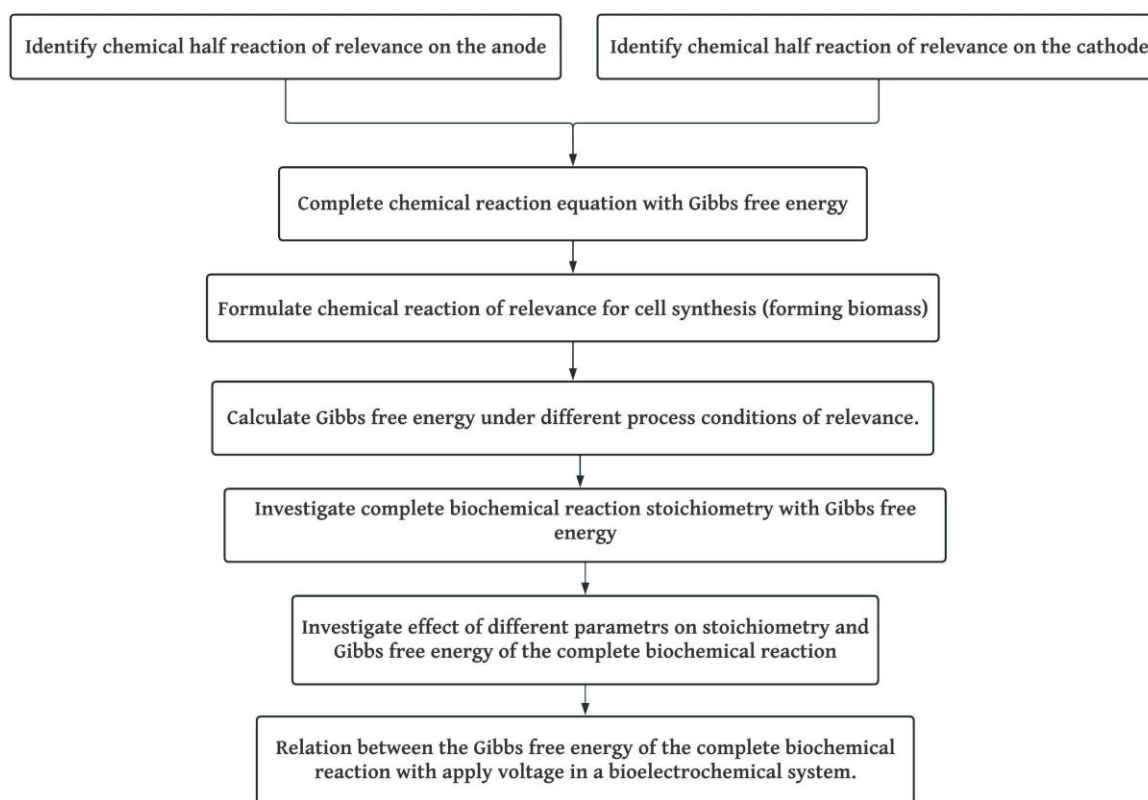 Identify chemical half reaction of relevance on the anode
Identify chemical half reaction of relevance on the cathode
Complete chemical reaction equation with Gibbs free energy
Formulate chemical reaction of relevance for cell synthesis (forming biomass)
Calculate Gibbs free energy under different process conditions of relevance.
Investigate complete biochemical reaction stoichiometry with Gibbs free
energy
Investigate effect of different parametrs on stoichiometry and
Gibbs free energy of the complete biochemical reaction
Relation between the Gibbs free energy of the complete biochemical
reaction with apply voltage in a bioelectrochemical system.